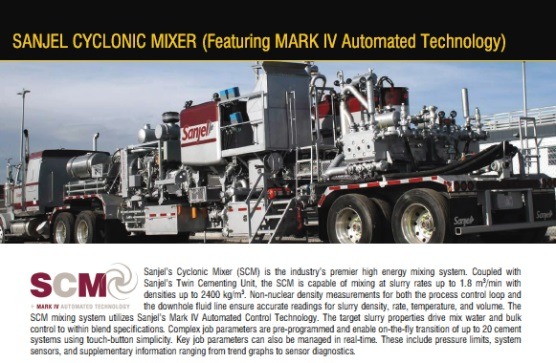 SANJEL CYCLONIC MIXER (Featuring MARK IV Automated Technology)
Sanjel
Sanjel
SCM
MARK IV AUTOMATED TECHNOLOGY
Sanjel's Cyclonic Mixer (SCM) is the industry's premier high energy mixing system. Coupled with
Sanjel's Twin Cementing Unit, the SCM is capable of mixing at slurry rates up to 1.8 m³/min with
densities up to 2400 kg/m³. Non-nuclear density measurements for both the process control loop and
the downhole fluid line ensure accurate readings for slurry density, rate, temperature, and volume. The
SCM mixing system utilizes Sanjel's Mark IV Automated Control Technology. The target slurry properties drive mix water and bulk
control to within blend specifications. Complex job parameters are pre-programmed and enable on-the-fly transition of up to 20 cement
systems using touch-button simplicity. Key job parameters can also be managed in real-time. These include pressure limits, system
sensors, and supplementary information ranging from trend graphs to sensor diagnostics.